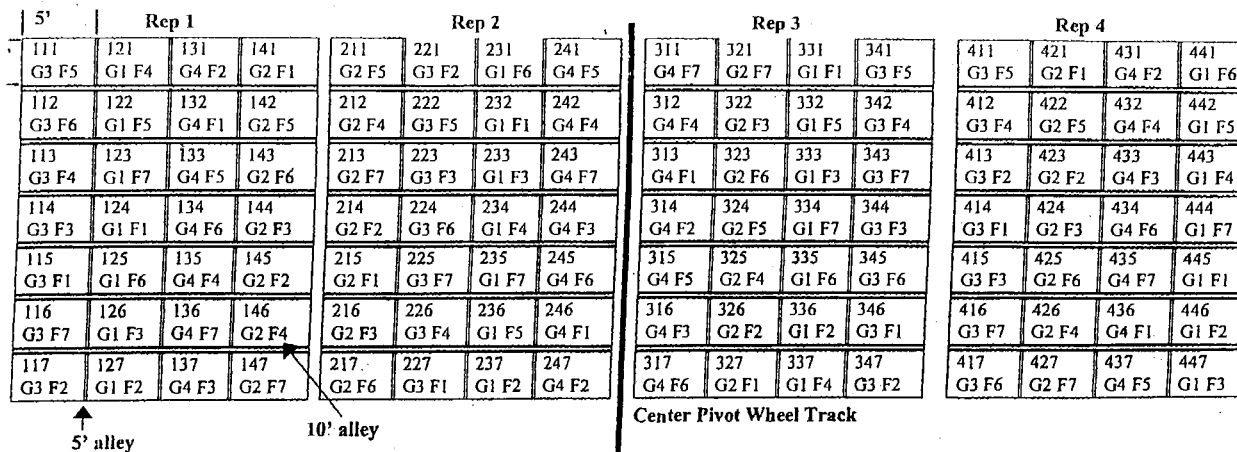 5' Rep 1 Rep 2 Rep 3 Rep 4
111 121 131 141 211 221 231 241 311 321 331 341 411 421 431 441
G3 F5 G1 F4 G4 F2 G2 F1 G2 F5 G3 F2 G1 F6 G4 F5 G4 F7 G2 F7 G1 F1 G3 F5 G3 F5 G2 F1 G4 F2 G1 F6
112 122 132 142 212 222 232 242 312 322 332 342 412 422 432 442
G3 F6 G1 F5 G4 F1 G2 F5 G2 F4 G3 F5 G1 F1 G4 F4 G4 F4 G2 F3 G1 F5 G3 F4 G3 F4 G2 F5 G4 F4 G1 F5
113 123 133 143 213 223 233 243 313 323 333 343 413 423 433 443
G3 F4 G1 F7 G4 F5 G2 F6 G2 F7 G3 F3 G1 F3 G4 F7 G4 F1 G2 F6 G1 F3 G3 F7 G3 F2 G2 F2 G4 F3 G1 F4
114 124 134 144 214 224 234 244 314 324 334 344 414 424 434 444
G3 F3 G1 F1 G4 F6 G2 F3 G2 F2 G3 F6 G1 F4 G4 F3 G4 F2 G2 F5 G1 F7 G3 F3 G3 F1 G2 F3 G4 F6 G1 F7
115 125 135 145 215 225 235 245 315 325 335 345 415 425 435 445
G3 F1 G1 F6 G4 F4 G2 F2 G2 F1 G3 F7 G1 F7 G4 F6 G4 F5 G2 F4 G1 F6 G3 F6 G3 F3 G2 F6 G4 F7 G1 F1
116 126 136 146 216 226 236 246 316 326 336 346 416 426 436 446
G3 F7 G1 F3 G4 F7 G2 F4 G2 F3 G3 F4 G1 F5 G4 F1 G4 F3 G2 F2 G1 F2 G3 F1 G3 F7 G2 F4 G4 F1 G1 F2
117 127 137 147 217 227 237 247 317 327 337 347 417 427 437 447
G3 F2 G1 F2 G4 F3 G2 F7 G2 F6 G3 F1 G1 F2 G4 F2 G4 F6 G2 F1 G1 F4 G3 F2 G3 F6 G2 F7 G4 F5 G1 F3
Center Pivot Wheel Track
5' alley 10' alley